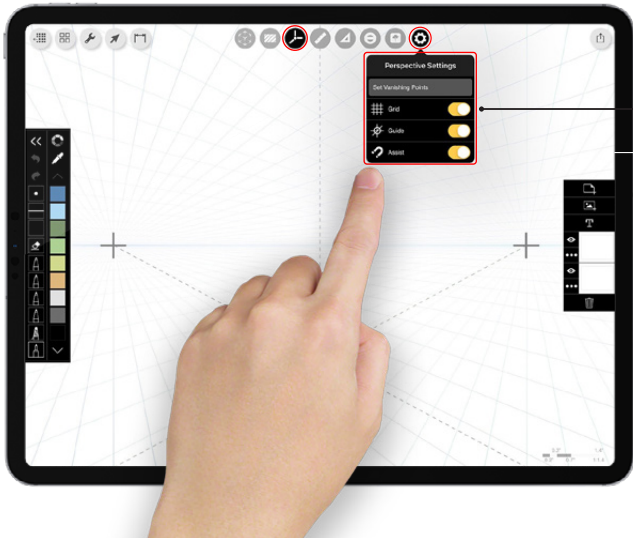 Perspective Settings
Set Vanishing Points
Grid
Guide
Assist
T